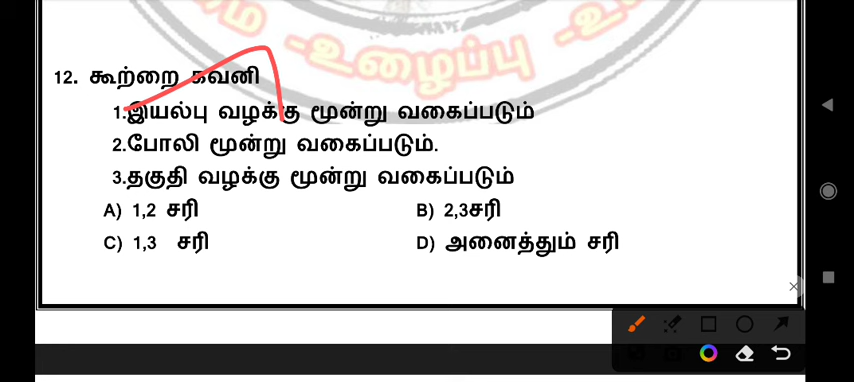 -உழைப்பு -உ
12. கூற்றை கவனி
1.இயல்பு வழக்கு மூன்று வகைப்படும்
2.போலி மூன்று வகைப்படும்.
3.தகுதி வழக்கு மூன்று வகைப்படும்
A) 1,2 சரி B) 2,3சரி
C) 1,3 சரி D) அனைத்தும் சரி